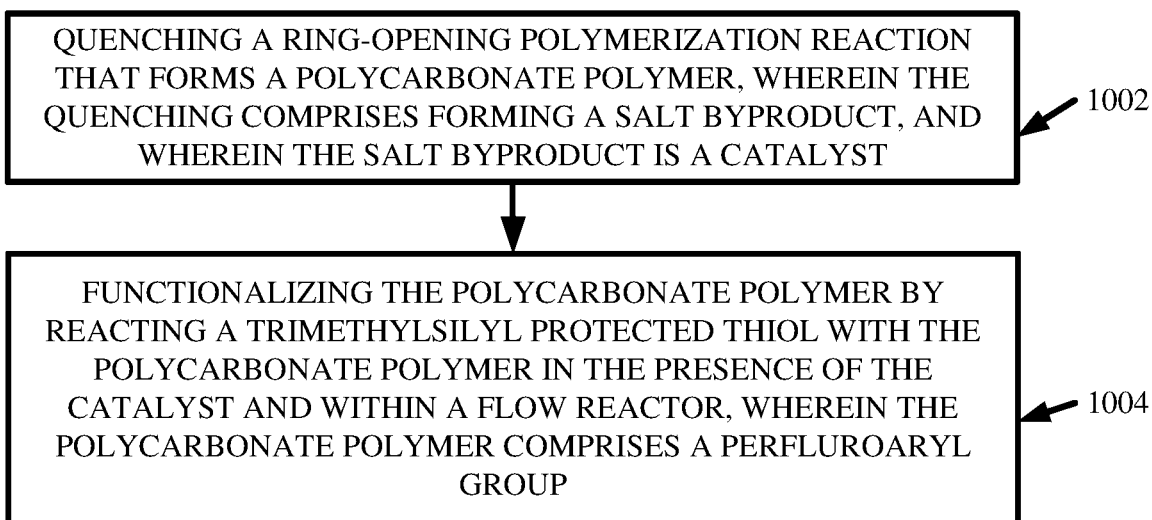 QUENCHING A RING-OPENING POLYMERIZATION REACTION
THAT FORMS A POLYCARBONATE POLYMER, WHEREIN THE
QUENCHING COMPRISES FORMING A SALT BYPRODUCT, AND
WHEREIN THE SALT BYPRODUCT IS A CATALYST
1002
FUNCTIONALIZING THE POLYCARBONATE POLYMER BY
REACTING A TRIMETHYLSILYL PROTECTED THIOL WITH THE
POLYCARBONATE POLYMER IN THE PRESENCE OF THE
CATALYST AND WITHIN A FLOW REACTOR, WHEREIN THE
POLYCARBONATE POLYMER COMPRISES A PERFLUROARYL
GROUP
1004